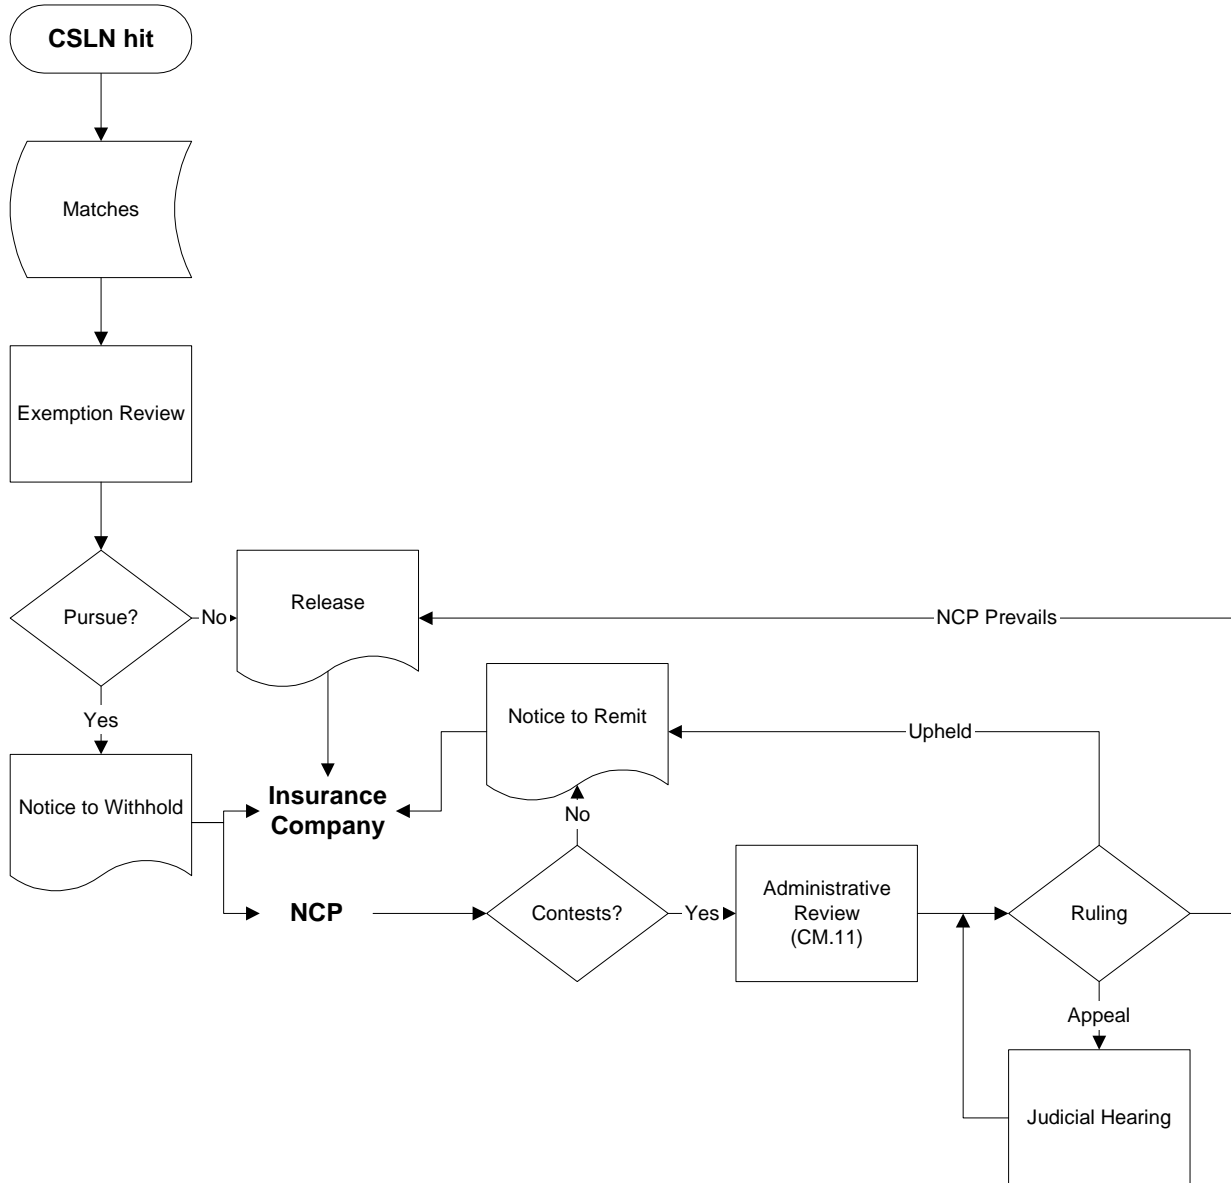 CSLN hit
Matches
Exemption Review
Pursue?
No
Release
NCP Prevails
Yes
Notice to Remit
Upheld
Notice to Withhold
Insurance
Company
No
NCP
Contests?
Yes
Administrative
Review
(CM.11)
Ruling
Appeal
Judicial Hearing